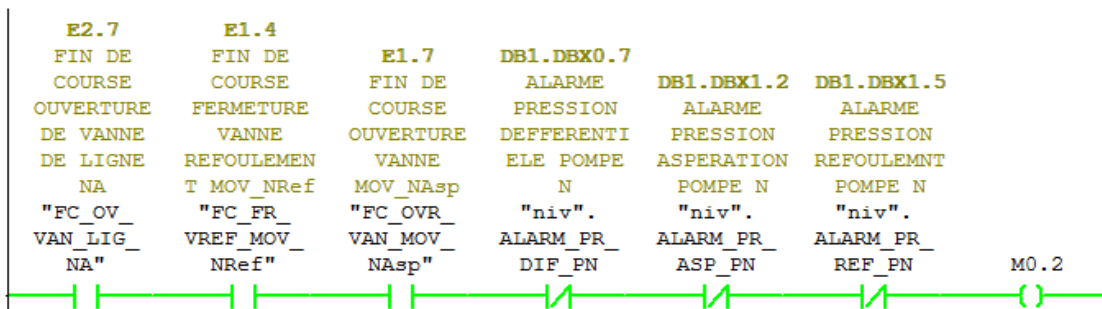 E2.7
FIN DE
COURSE
OUVERTURE
DE VANNE
DE LIGNE
NA
"FC_OV_
VAN_LIG_
NA"
E1.4
FIN DE
COURSE
FERMETURE
VANNE
REFOULEMEN
T MOV_NRef
"FC_FR_
VREF_MOV_
NRef"
E1.7
FIN DE
COURSE
OUVERTURE
VANNE
MOV_NAsp
"FC_OVR_
VAN_MOV_
NAsp"
DB1.DBX0.7
ALARME
PRESSION
DEFFERENTI
ELE POMPE
N
"niv".
ALARM_PR_
DIF_PN
DB1.DBX1.2
ALARME
PRESSION
ASPERATION
POMPE N
"niv".
ALARM_PR_
ASP_PN
DB1.DBX1.5
ALARME
PRESSION
REFOULEMNT
POMPE N
"niv".
ALARM_PR_
REF_PN
M0.2